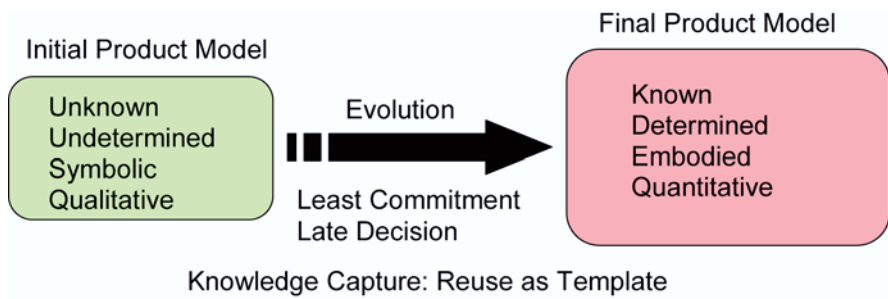 Initial Product Model
Unknown
Undetermined
Symbolic
Qualitative
Evolution
Least Commitment
Late Decision
Final Product Model
Known
Determined
Embodied
Quantitative
Knowledge Capture: Reuse as Template